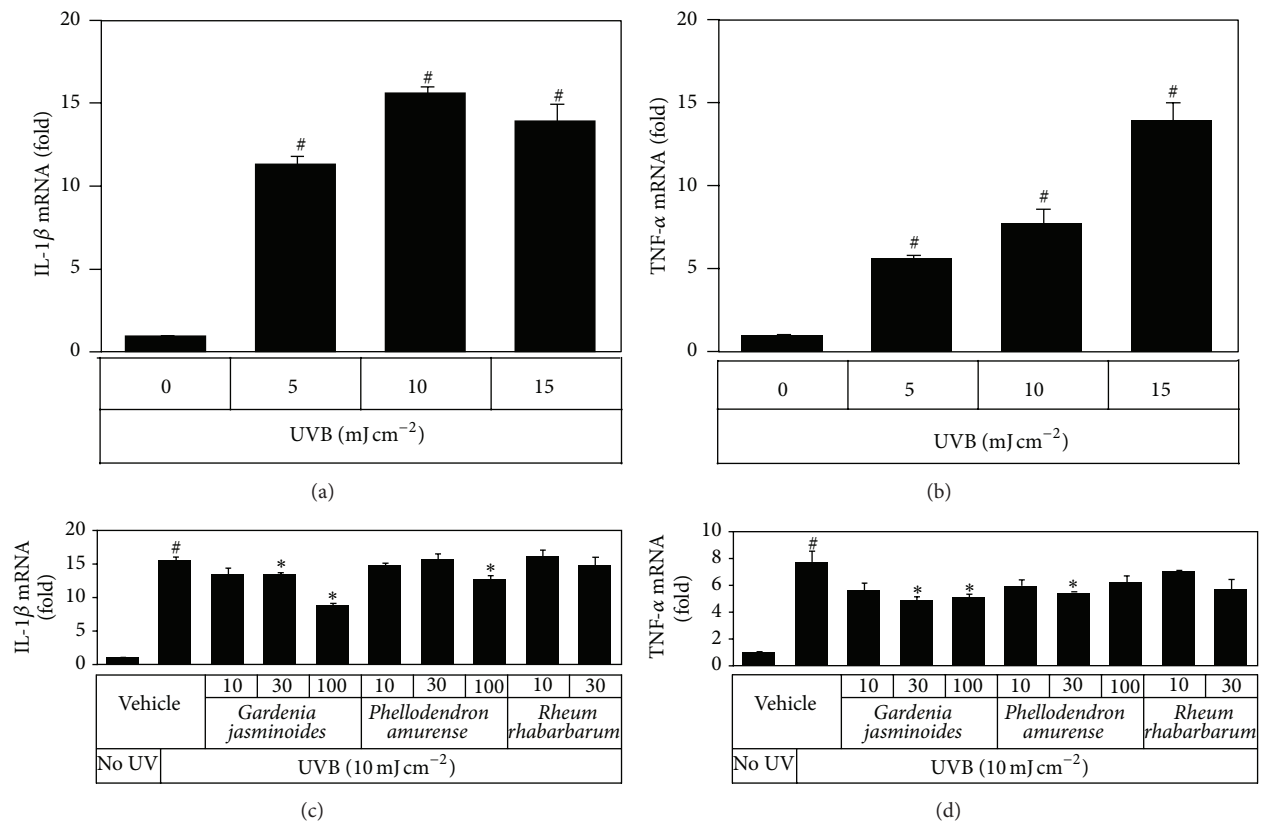 20
15
10
5
0
IL-1β mRNA (fold)
#
#
#
0 5 10 15
UVB (mJ cm⁻²)
(a)
20
15
10
5
0
TNF-α mRNA (fold)
#
#
#
0 5 10 15
UVB (mJ cm⁻²)
(b)
20
15
10
5
0
IL-1β mRNA
(fold)
#
*
*
*
Vehicle
10 30 100 10 30 100 10 30
Gardenia
jasminoides
Phellodendron
amurense
Rheum
rhabarbarum
No UV UVB (10 mJ cm⁻²)
(c)
10
8
6
4
2
0
TNF-α mRNA
(fold)
#
*
*
*
Vehicle
10 30 100 10 30 100 10 30
Gardenia
jasminoides
Phellodendron
amurense
Rheum
rhabarbarum
No UV UVB (10 mJ cm⁻²)
(d)